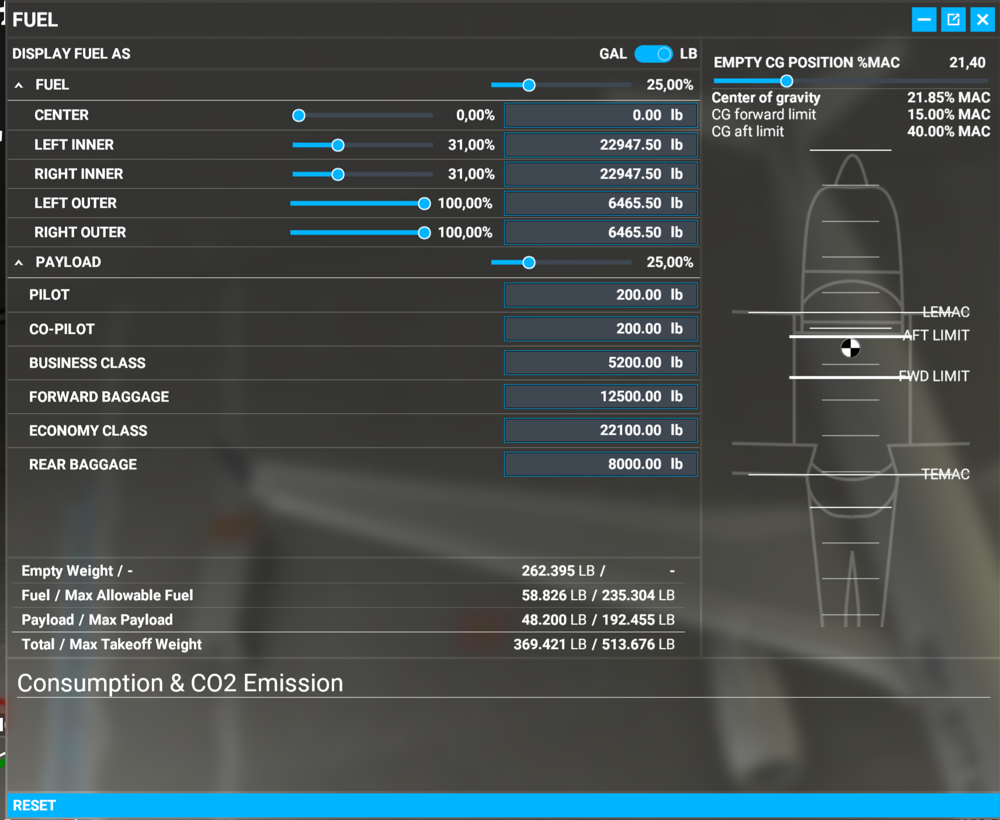 FUEL
DISPLAY FUEL AS GAL LB
FUEL 25,00%
CENTER 0,00% 0.00 lb
LEFT INNER 31,00% 22947.50 lb
RIGHT INNER 31,00% 22947.50 lb
LEFT OUTER 100,00% 6465.50 lb
RIGHT OUTER 100,00% 6465.50 lb
PAYLOAD 25,00%
PILOT 200.00 lb
CO-PILOT 200.00 lb
BUSINESS CLASS 5200.00 lb
FORWARD BAGGAGE 12500.00 lb
ECONOMY CLASS 22100.00 lb
REAR BAGGAGE 8000.00 lb
Empty Weight / - 262.395 LB / -
Fuel / Max Allowable Fuel 58.826 LB / 235.304 LB
Payload / Max Payload 48.200 LB / 192.455 LB
Total / Max Takeoff Weight 369.421 LB / 513.676 LB
EMPTY CG POSITION %MAC 21,40
Center of gravity 21.85% MAC
CG forward limit 15.00% MAC
CG aft limit 40.00% MAC
LEMAC
AFT LIMIT
FWD LIMIT
TEMAC
Consumption & CO2 Emission
RESET